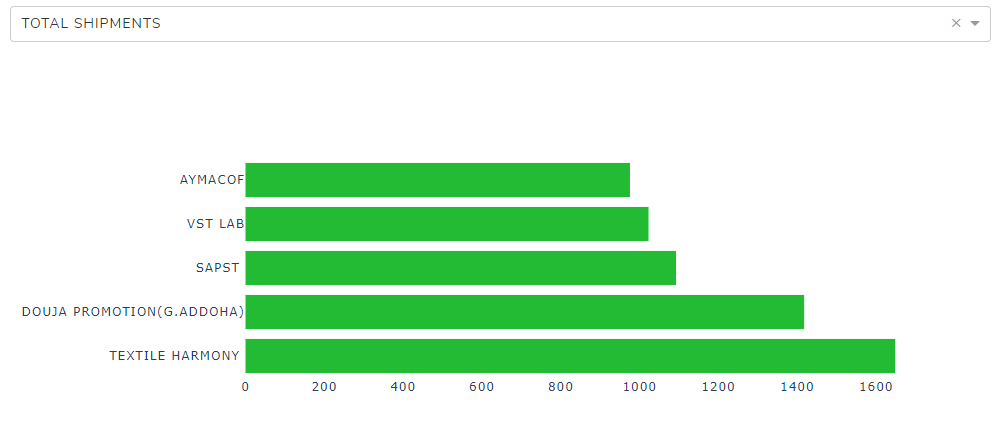 TOTAL SHIPMENTS
AYMACOF
VST LAB
SAPST
DOUJA PROMOTION(G.ADDOHA)
TEXTILE HARMONY
0 200 400 600 800 1000 1200 1400 1600